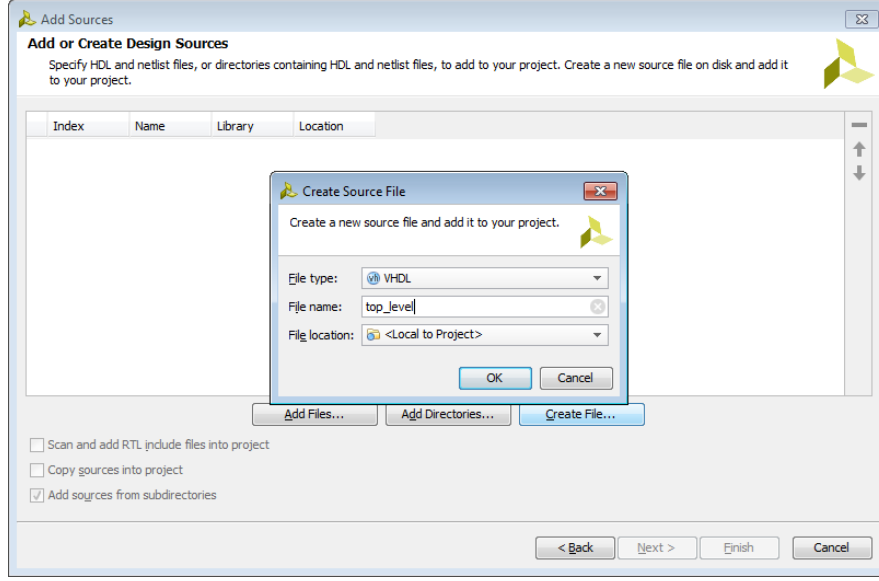 Add Sources
Add or Create Design Sources
Specify HDL and netlist files, or directories containing HDL and netlist files, to add to your project. Create a new source file on disk and add it
to your project.
Index Name Library Location
Create Source File
Create a new source file and add it to your project.
File type: vh VHDL
File name: top_level
File location: <Local to Project>
OK Cancel
Add Files... Add Directories... Create File...
Scan and add RTL include files into project
Copy sources into project
Add sources from subdirectories
< Back Next > Finish Cancel